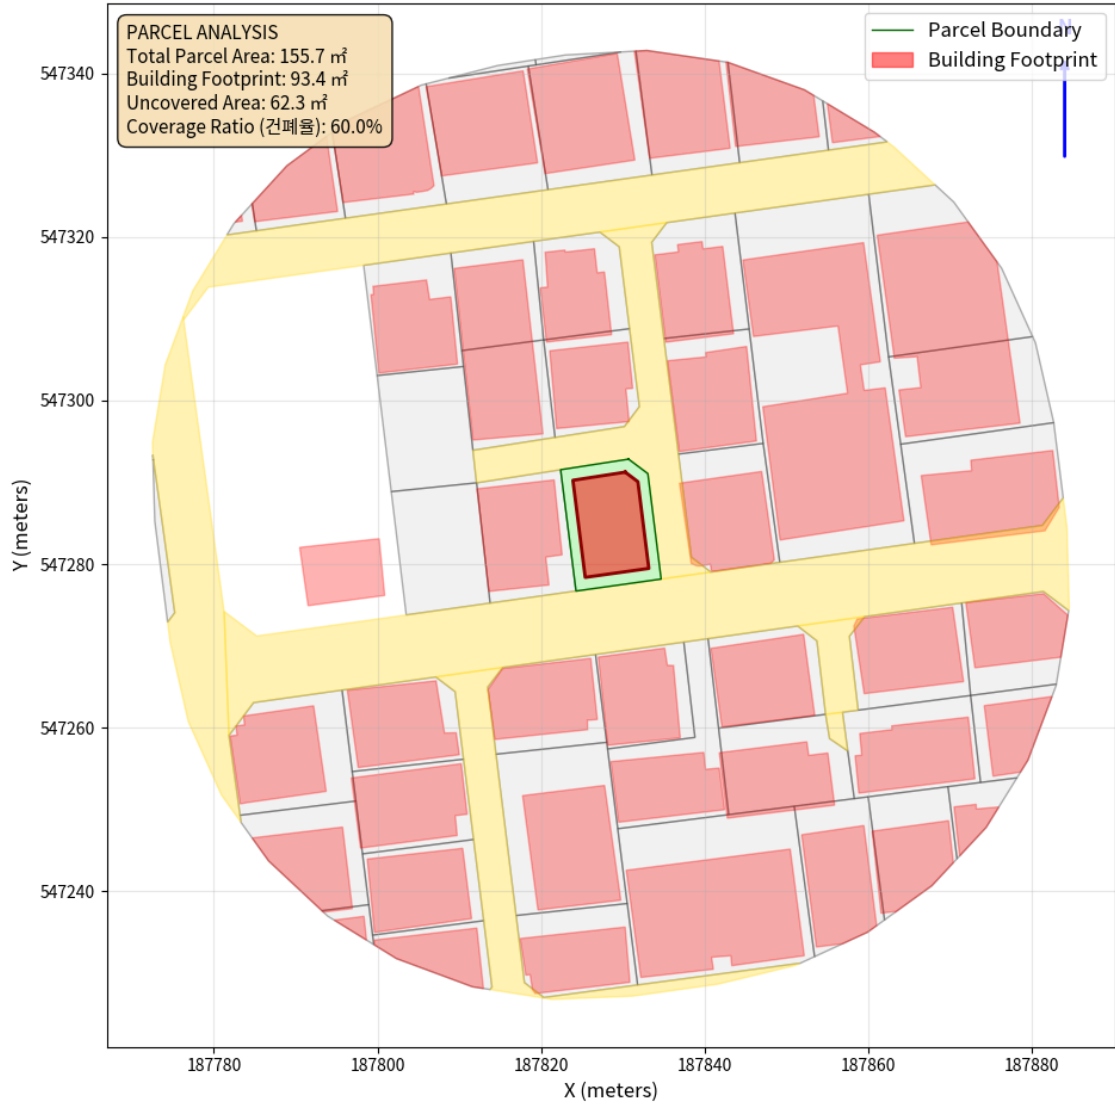 PARCEL ANALYSIS
Total Parcel Area: 155.7 ㎡
Building Footprint: 93.4 ㎡
Uncovered Area: 62.3 ㎡
Coverage Ratio (건폐율): 60.0%
Parcel Boundary
Building Footprint
N
547340
547320
547300
547280
547260
547240
Y (meters)
187780
187800
187820
187840
187860
187880
X (meters)